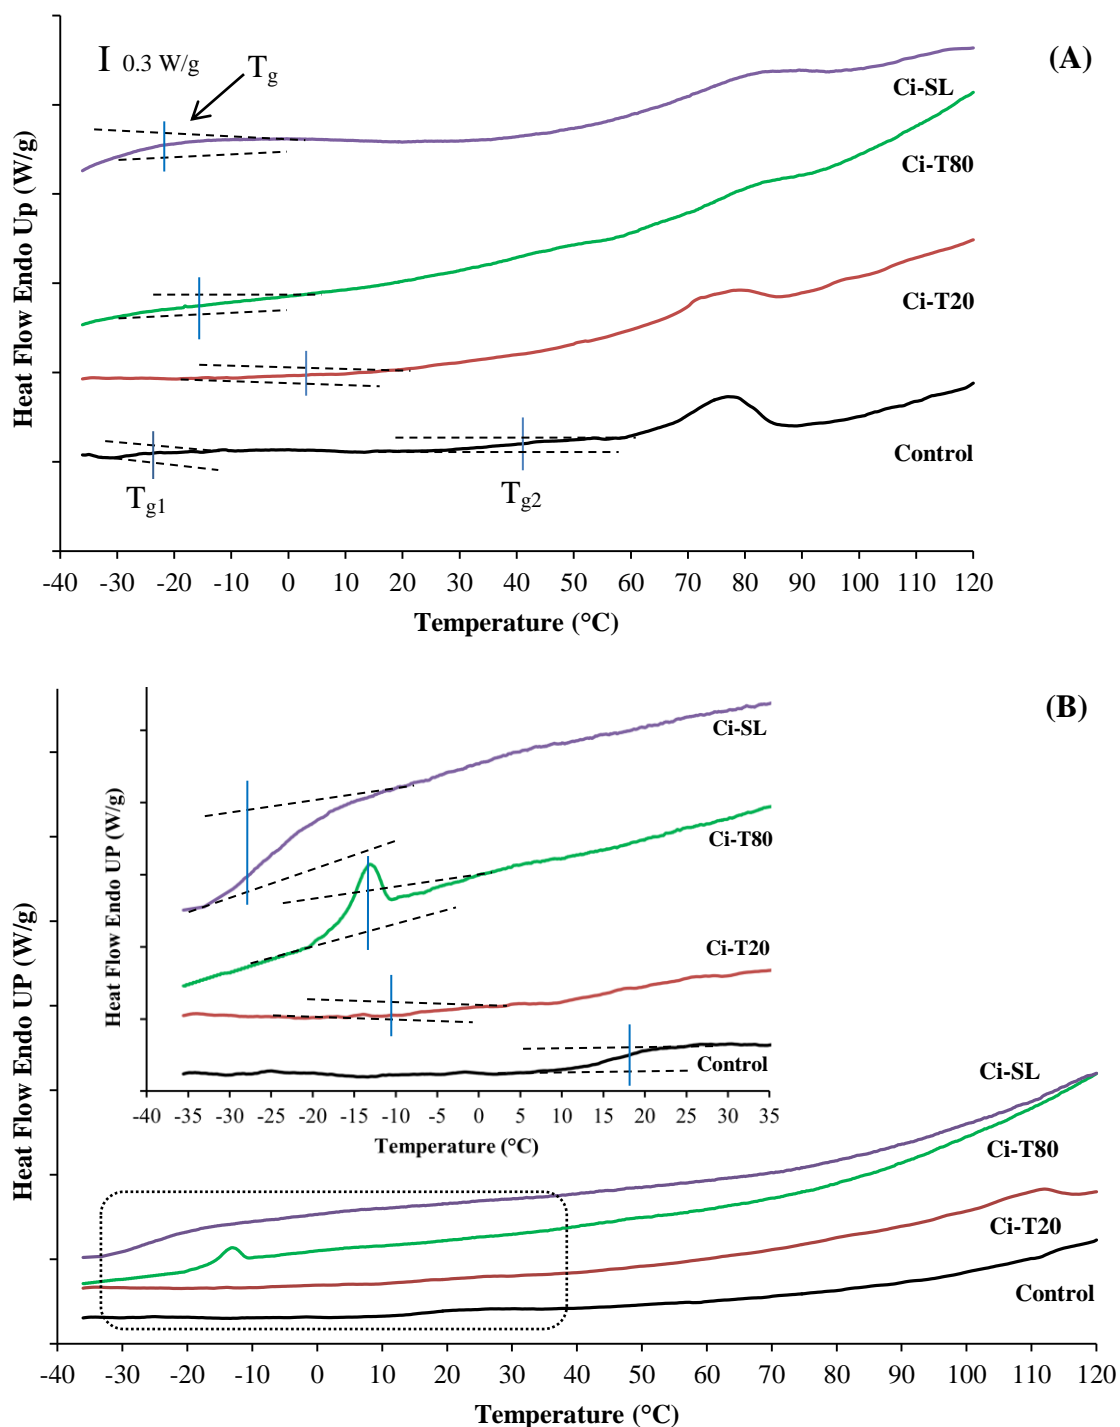 I 0.3 W/g
T_g
(A)
Ci-SL
Ci-T80
Ci-T20
Control
T_g1
T_g2
Heat Flow Endo Up (W/g)
-40 -30 -20 -10 0 10 20 30 40 50 60 70 80 90 100 110 120
Temperature (°C)
(B)
Ci-SL
Ci-T80
Ci-T20
Control
Heat Flow Endo UP (W/g)
-40 -35 -30 -25 -20 -15 -10 -5 0 5 10 15 20 25 30 35
Temperature (°C)
Ci-SL
Ci-T80
Ci-T20
Control
Heat Flow Endo UP (W/g)
-40 -30 -20 -10 0 10 20 30 40 50 60 70 80 90 100 110 120
Temperature (°C)